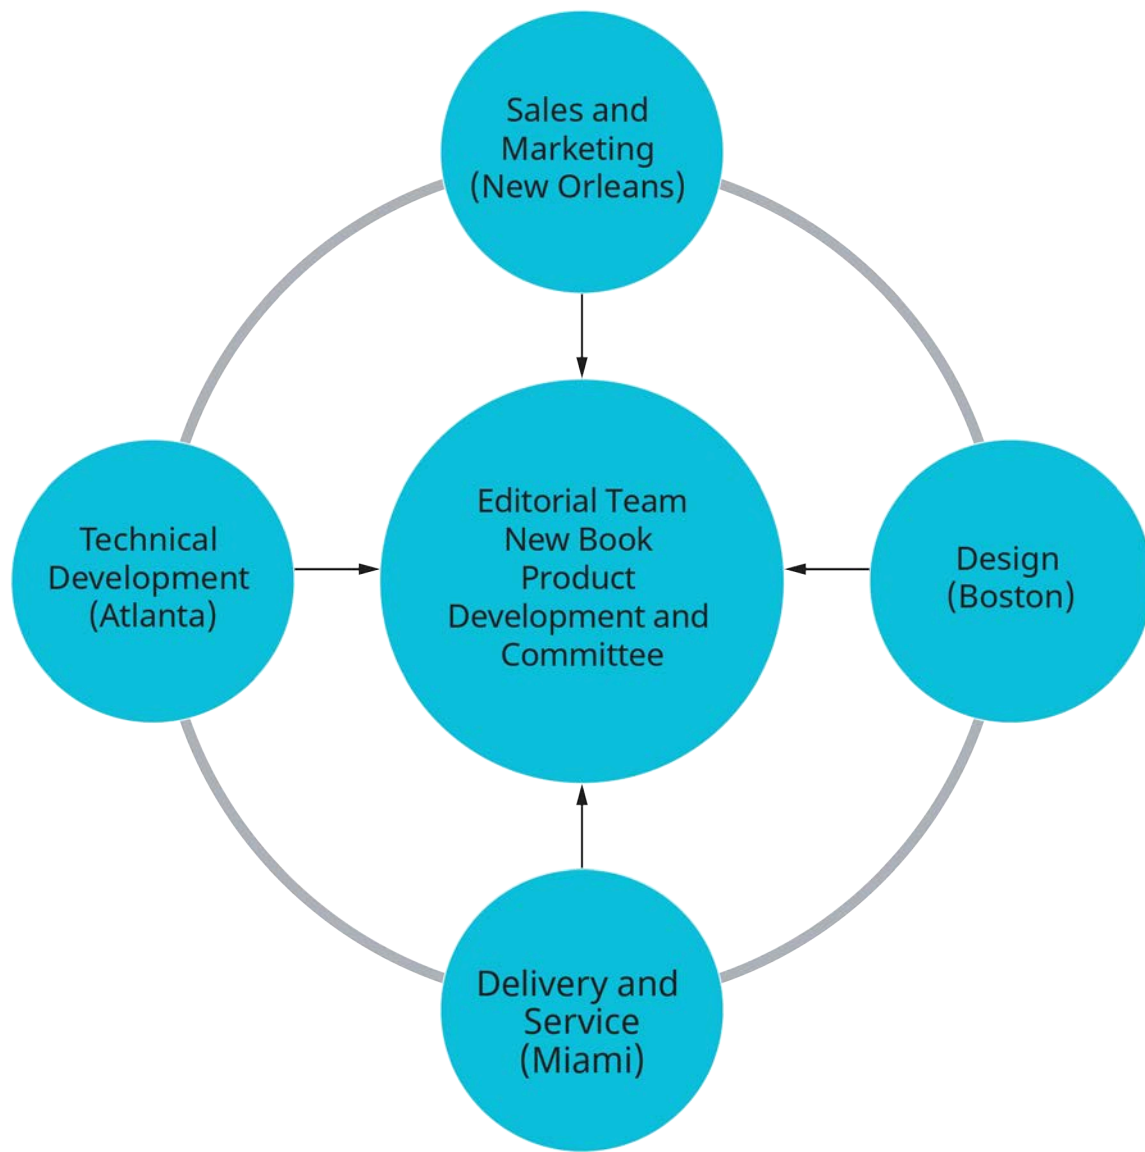 Sales and
Marketing
(New Orleans)
Technical
Development
(Atlanta)
Editorial Team
New Book
Product
Development and
Committee
Design
(Boston)
Delivery and
Service
(Miami)